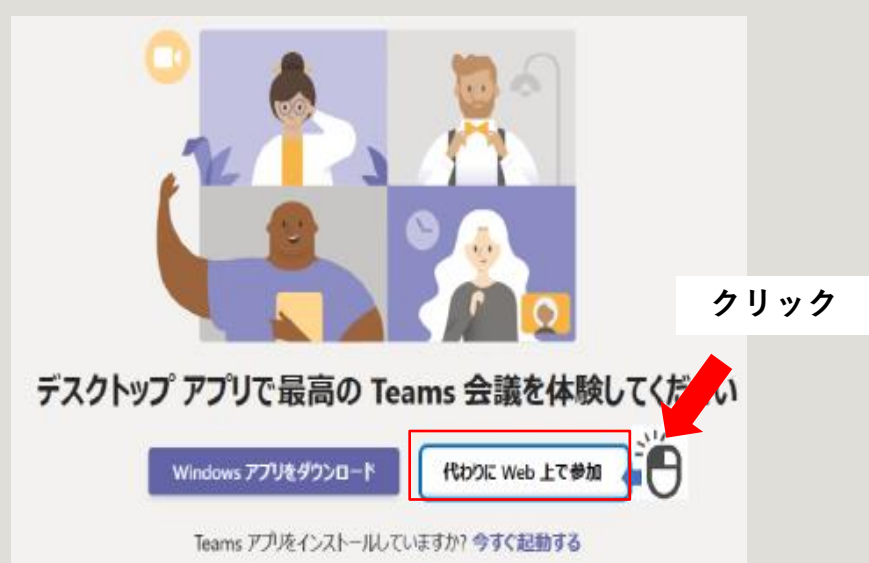 クリック
デスクトップ アプリで最高の Teams 会議を体験してください
Windows アプリをダウンロード
代わりに Web 上で参加
Teams アプリをインストールしていますか? 今すぐ起動する